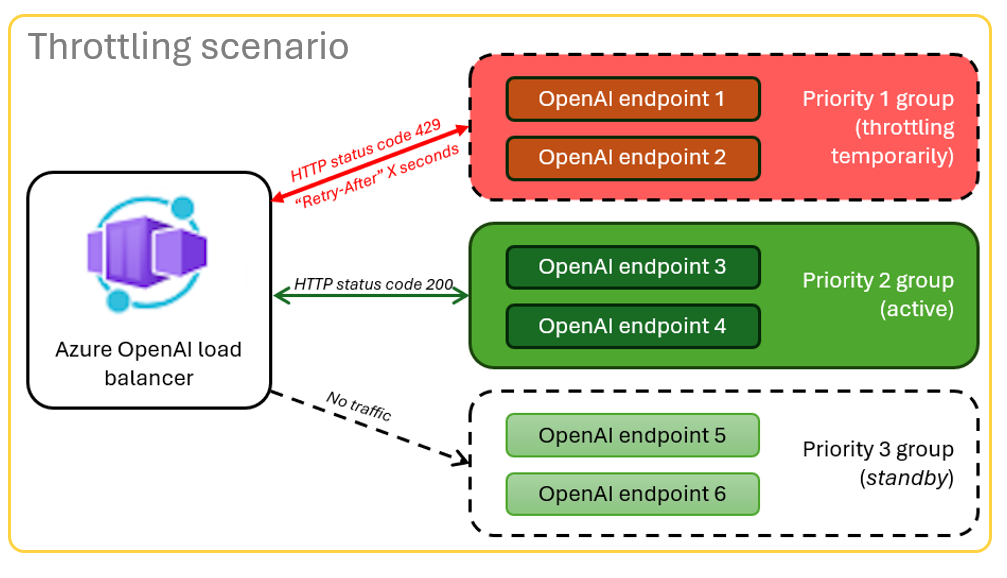 Throttling scenario
OpenAI endpoint 1
OpenAI endpoint 2
Priority 1 group
(throttling
temporarily)
HTTP status code 429
“Retry-After” X seconds
Azure OpenAI load
balancer
HTTP status code 200
OpenAI endpoint 3
OpenAI endpoint 4
Priority 2 group
(active)
No traffic
OpenAI endpoint 5
OpenAI endpoint 6
Priority 3 group
(standby)